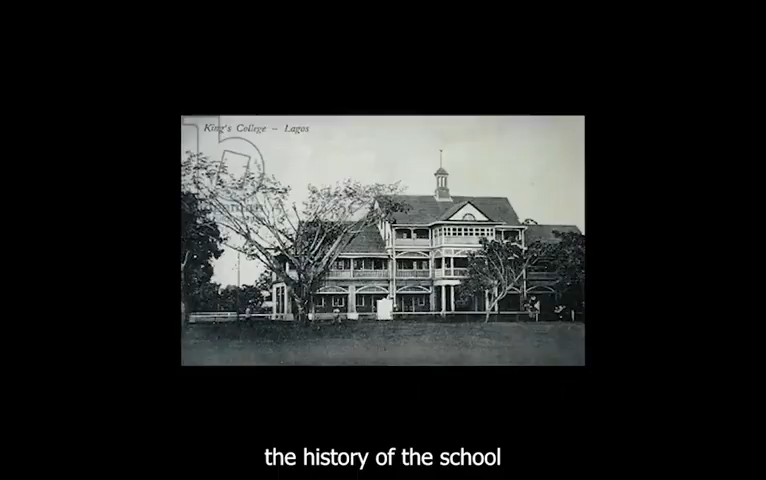 King's College – Lagos
the history of the school